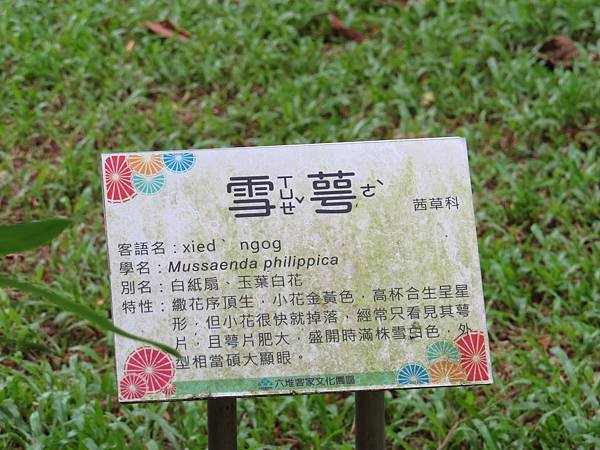 雪ㄒㄩㄝˇ萼ㄜˋ
茜草科
客語名：xiedˋ ngog
學名：Mussaenda philippica
別名：白紙扇、玉葉白花
特性：繖花序頂生，小花金黃色，高杯合生呈星
形，但小花很快就掉落，經常只看見其萼
片，且萼片肥大，盛開時滿株雪白色，外
型相當碩大顯眼。
六堆客家文化園區